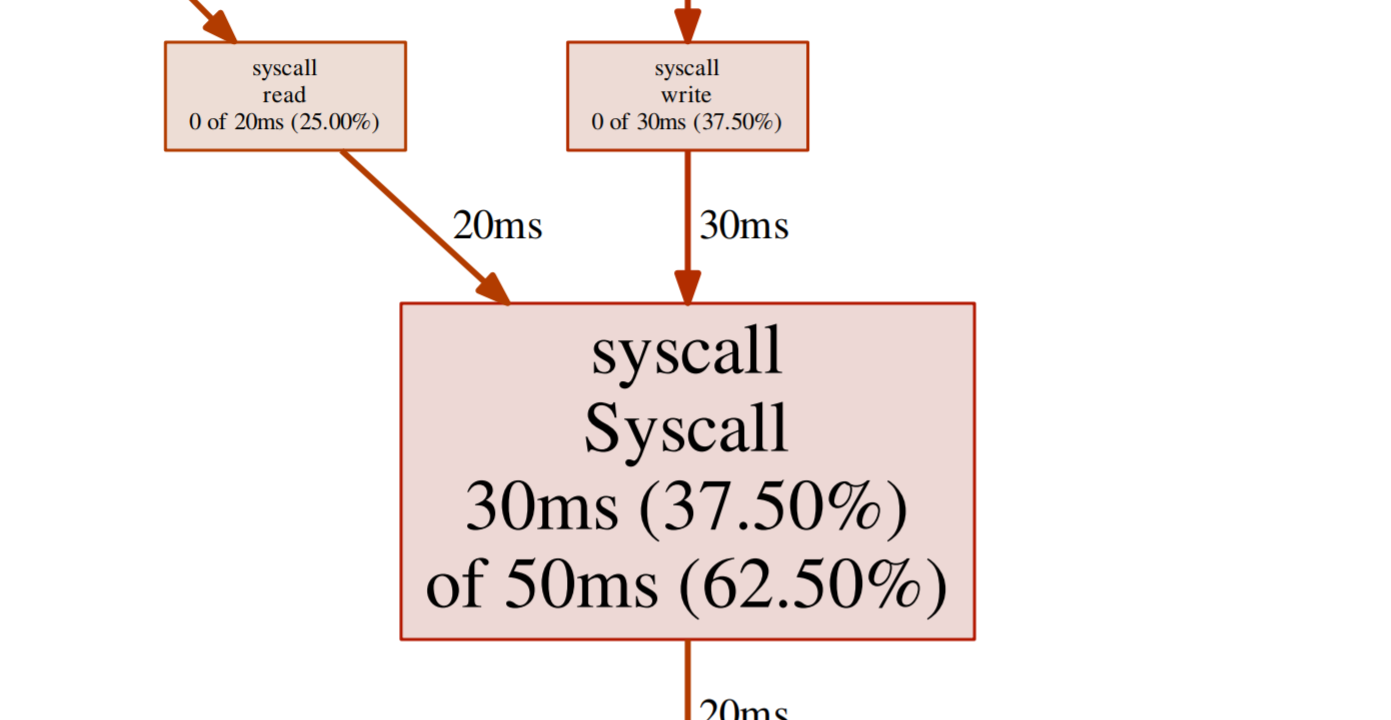 syscall
read
0 of 20ms (25.00%)
syscall
write
0 of 30ms (37.50%)
20ms
30ms
syscall
Syscall
30ms (37.50%)
of 50ms (62.50%)
20ms